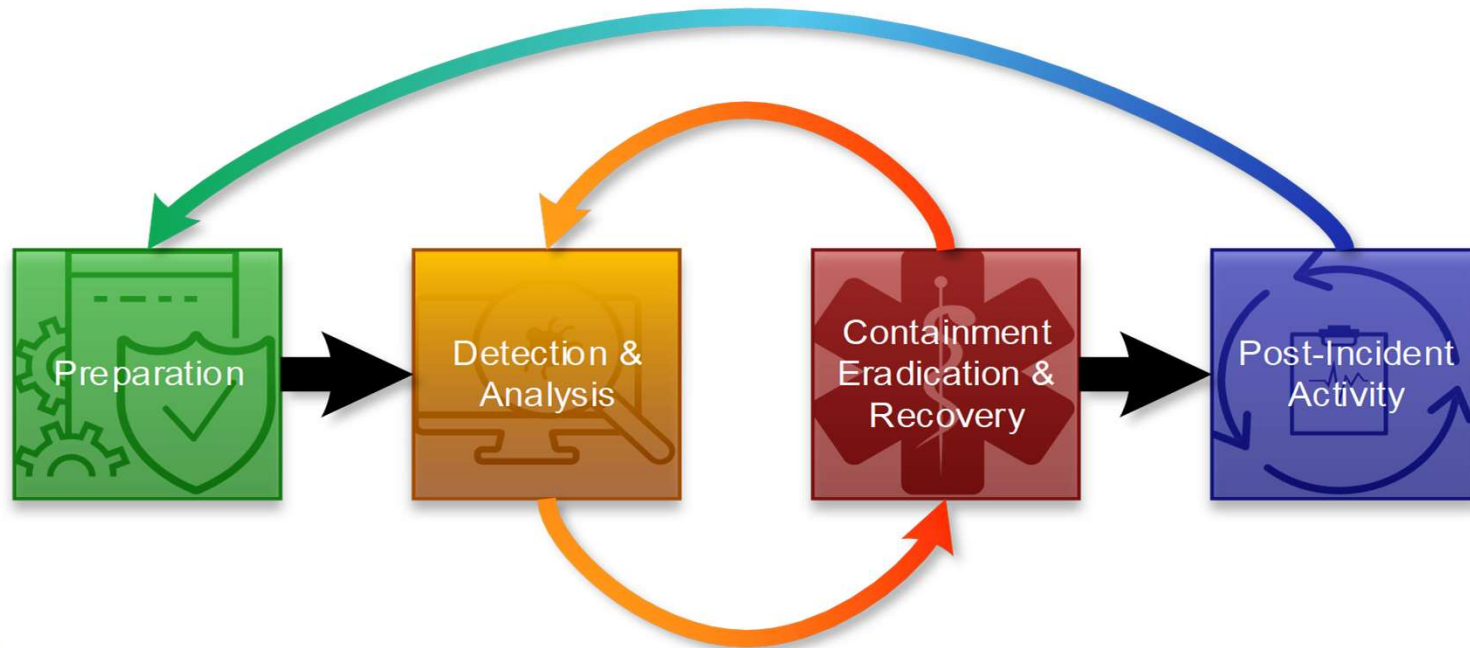 Preparation
Detection &
Analysis
Containment
Eradication &
Recovery
Post-Incident
Activity